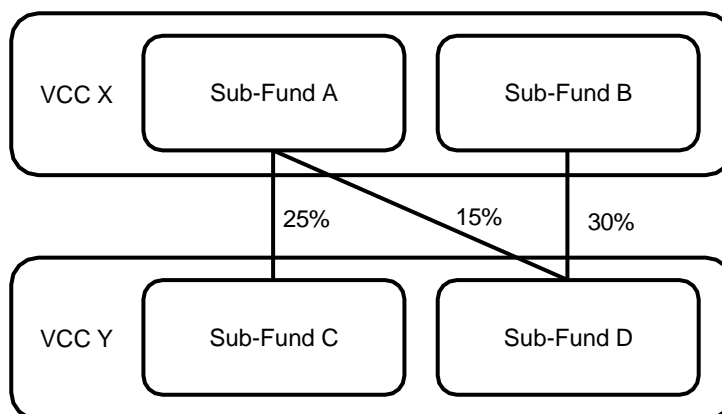 VCC X
Sub-Fund A
Sub-Fund B
25%
15%
30%
VCC Y
Sub-Fund C
Sub-Fund D